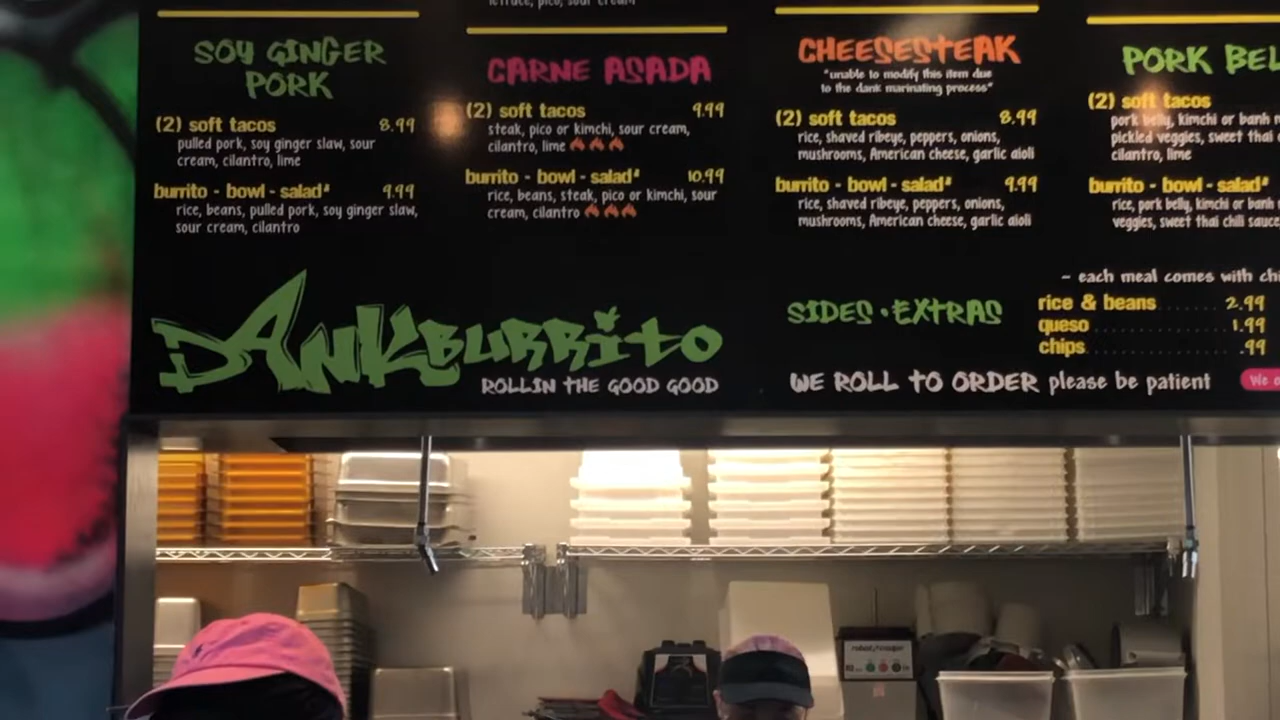 lettuce, pico, sour cream
SOY GINGER
PORK
(2) soft tacos 8.99
pulled pork, soy ginger slaw, sour
cream, cilantro, lime
burrito - bowl - salad* 9.99
rice, beans, pulled pork, soy ginger slaw,
sour cream, cilantro
CARNE ASADA
(2) soft tacos 9.99
steak, pico or kimchi, sour cream,
cilantro, lime
burrito - bowl - salad* 10.99
rice, beans, steak, pico or kimchi, sour
cream, cilantro
CHEESESTEAK
"unable to modify this item due
to the dank marinating process"
(2) soft tacos 8.99
rice, shaved ribeye, peppers, onions,
mushrooms, American cheese, garlic aioli
burrito - bowl - salad* 9.99
rice, shaved ribeye, peppers, onions,
mushrooms, American cheese, garlic aioli
PORK BEL
(2) soft tacos
pork belly, kimchi or banh
pickled veggies, sweet thai
cilantro, lime
burrito - bowl - salad*
rice, pork belly, kimchi or banh
veggies, sweet thai chili sauce
DANKBURRITO
ROLLIN THE GOOD GOOD
SIDES • EXTRAS
- each meal comes with chi
rice & beans 2.99
queso 1.99
chips .99
WE ROLL TO ORDER please be patient
We
robot coupe